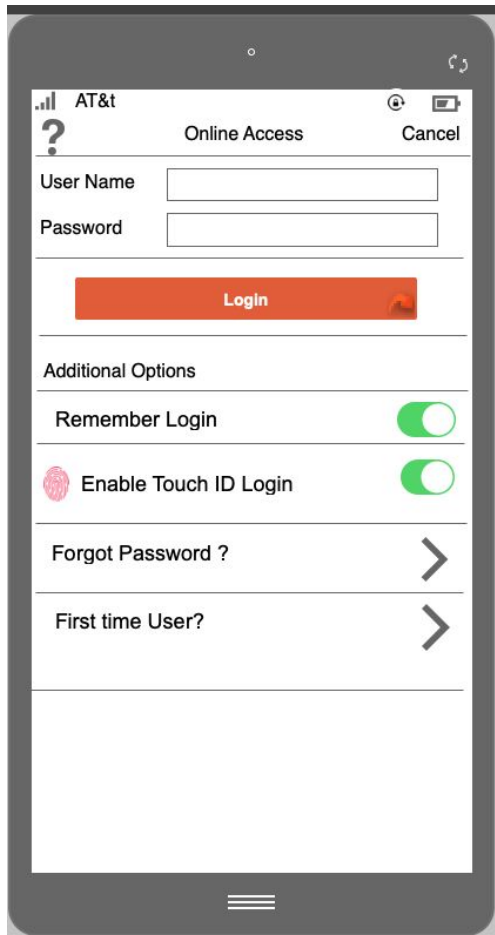 AT&t
Online Access Cancel
User Name
Password
Login
Additional Options
Remember Login
Enable Touch ID Login
Forgot Password ?
First time User?